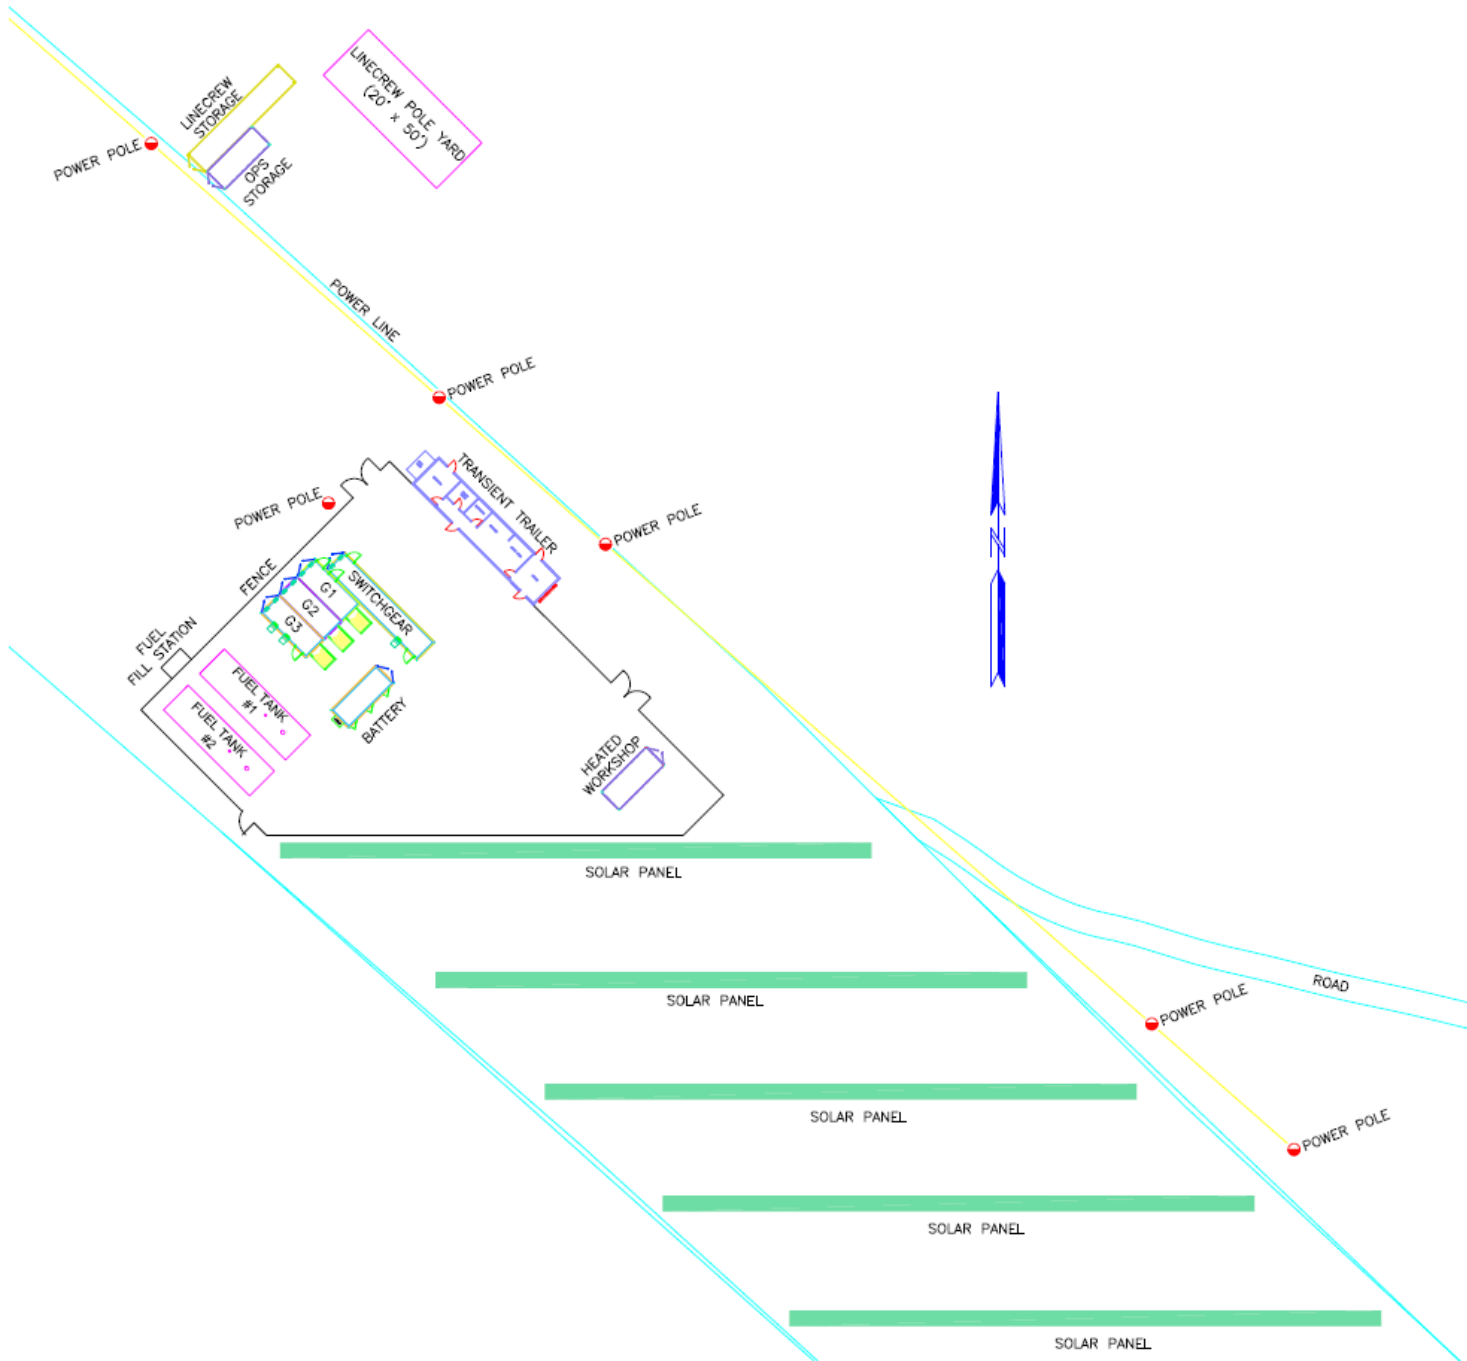 LINECREW
STORAGE
LINECREW POLE YARD
(20' x 50')
POWER POLE
OPS
STORAGE
POWER LINE
POWER POLE
TRANSIENT TRAILER
POWER POLE
POWER POLE
FENCE
SWITCHGEAR
G1
G2
G3
FUEL
FILL STATION
FUEL TANK
#1
FUEL TANK
#2
BATTERY
HEATED
WORKSHOP
N
SOLAR PANEL
SOLAR PANEL
ROAD
POWER POLE
SOLAR PANEL
POWER POLE
SOLAR PANEL
SOLAR PANEL